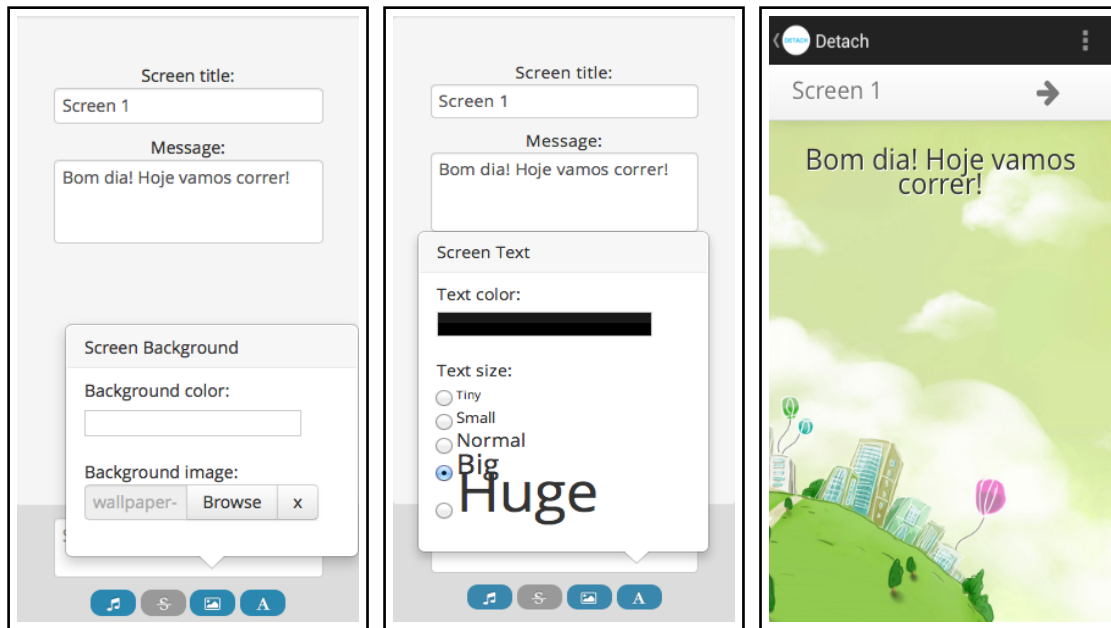 Screen title:
Screen 1
Message:
Bom dia! Hoje vamos correr!
Screen Background
Background color:
Background image:
wallpaper-
Browse
x
Screen title:
Screen 1
Message:
Bom dia! Hoje vamos correr!
Screen Text
Text color:
Text size:
Tiny
Small
Normal
Big
Huge
A
A
DETACH
Detach
Screen 1
Bom dia! Hoje vamos
correr!